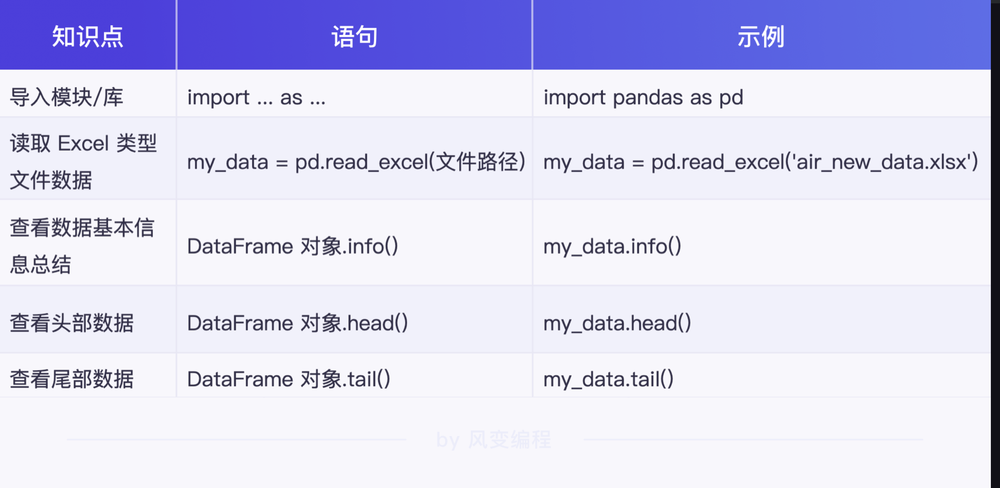 知识点 语句 示例
导入模块/库 import ... as ... import pandas as pd
读取 Excel 类型
文件数据
my_data = pd.read_excel(文件路径) my_data = pd.read_excel('air_new_data.xlsx')
查看数据基本信
息总结
DataFrame 对象.info() my_data.info()
查看头部数据 DataFrame 对象.head() my_data.head()
查看尾部数据 DataFrame 对象.tail() my_data.tail()
by 风变编程